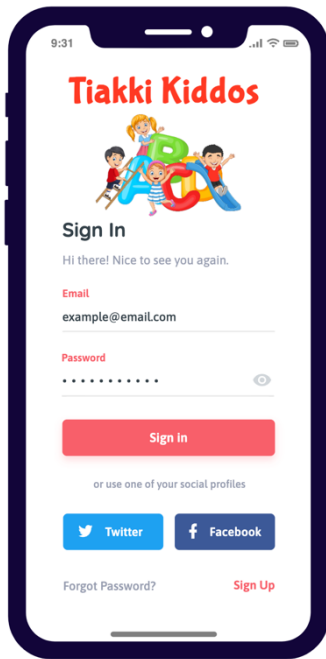 9:31
Tiakki Kiddos
ABCD
Sign In
Hi there! Nice to see you again.
Email
example@email.com
Password
Sign in
or use one of your social profiles
Twitter
Facebook
Forgot Password? Sign Up